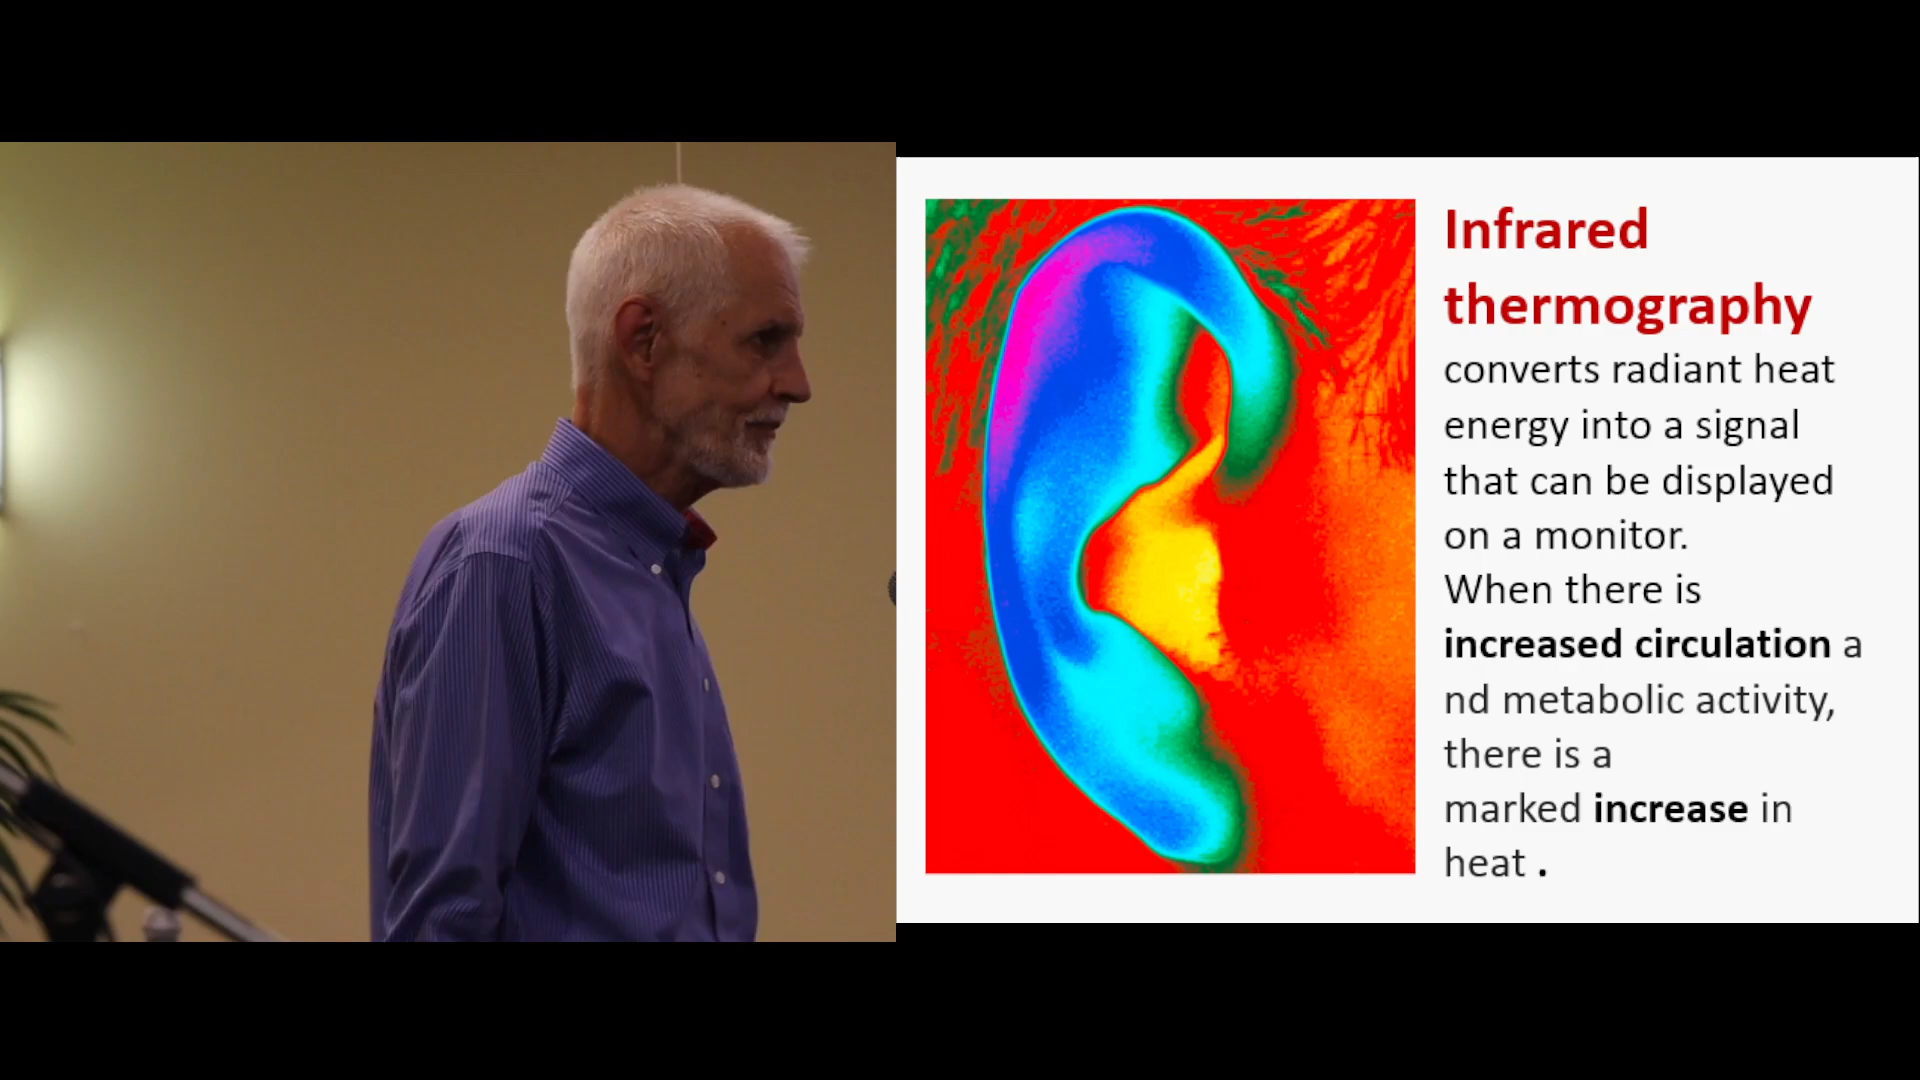 Infrared
thermography
converts radiant heat
energy into a signal
that can be displayed
on a monitor.
When there is
increased circulation a
nd metabolic activity,
there is a
marked increase in
heat .